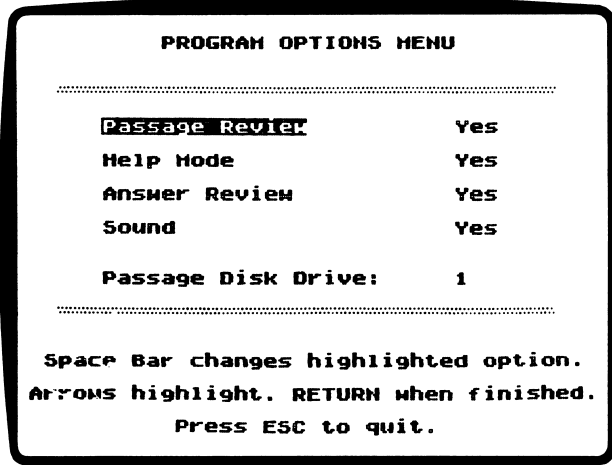 PROGRAM OPTIONS MENU
Passage Review Yes
Help Mode Yes
Answer Review Yes
Sound Yes
Passage Disk Drive: 1
Space Bar changes highlighted option.
Arrows highlight. RETURN when finished.
Press ESC to quit.